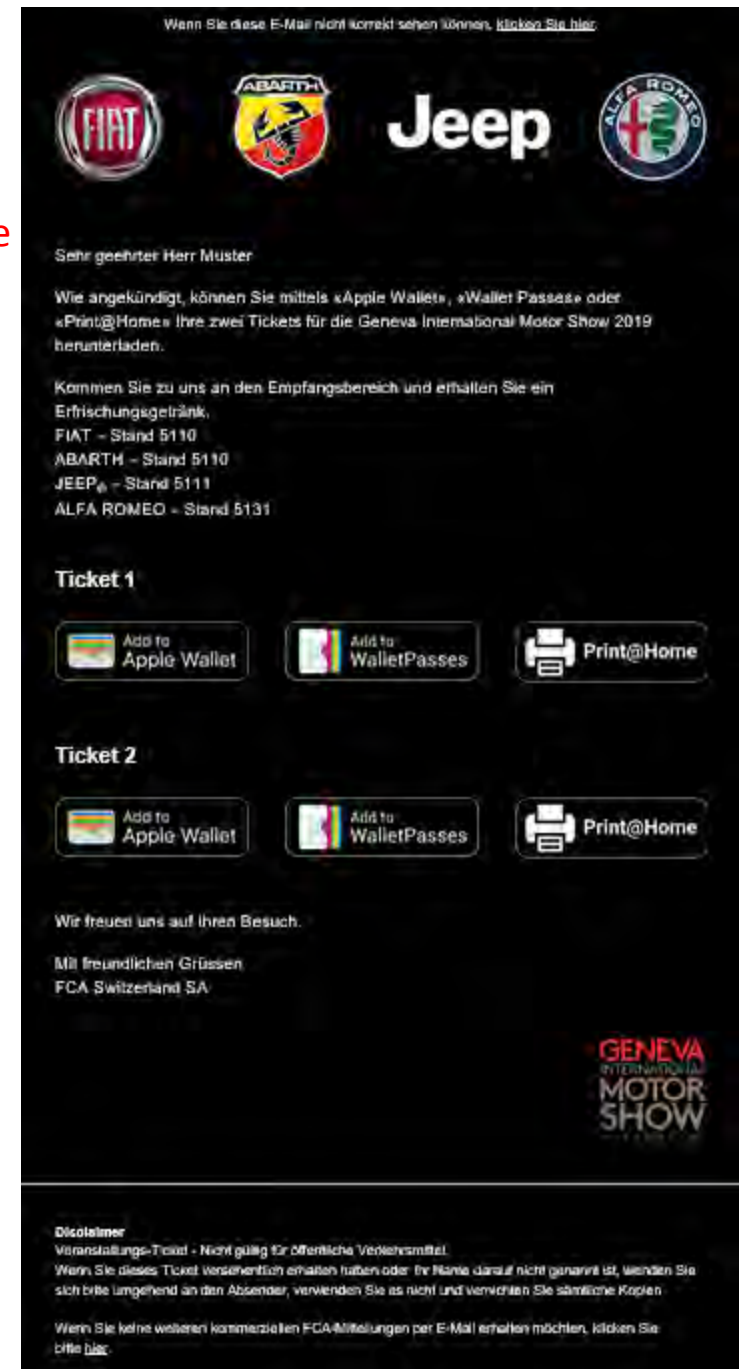 Wenn Sie diese E-Mail nicht korrekt sehen können, klicken Sie hier.
FIAT
ABARTH
Jeep
ALFA ROMEO
e
Sehr geehrter Herr Muster
Wie angekündigt, können Sie mittels «Apple Wallet», «Wallet Passes» oder
«Print@Home» Ihre zwei Tickets für die Geneva International Motor Show 2019
herunterladen.
Kommen Sie zu uns an den Empfangsbereich und erhalten Sie ein
Erfrischungsgetränk.
FIAT – Stand 5110
ABARTH – Stand 5110
JEEP® – Stand 5111
ALFA ROMEO – Stand 5131
Ticket 1
Add to
Apple Wallet
Add to
WalletPasses
Print@Home
Ticket 2
Add to
Apple Wallet
Add to
WalletPasses
Print@Home
Wir freuen uns auf Ihren Besuch.
Mit freundlichen Grüssen
FCA Switzerland SA
GENEVA
INTERNATIONAL
MOTOR
SHOW
Disclaimer
Veranstaltungs-Ticket - Nicht gültig für öffentliche Verkehrsmittel.
Wenn Sie dieses Ticket versehentlich erhalten haben oder Ihr Name darauf nicht genannt ist, wenden Sie
sich bitte umgehend an den Absender, verwenden Sie es nicht und vernichten Sie sämtliche Kopien
Wenn Sie keine weiteren kommerziellen FCA-Mitteilungen per E-Mail erhalten möchten, klicken Sie
bitte hier.